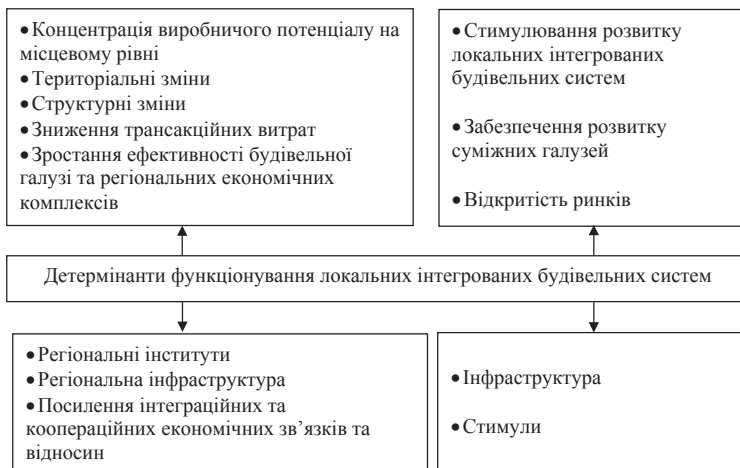 •Концентрація виробничого потенціалу на
місцевому рівні
•Територіальні зміни
•Структурні зміни
•Зниження трансакційних витрат
•Зростання ефективності будівельної
галузі та регіональних економічних
комплексів
•Стимулювання розвитку
локальних інтегрованих
будівельних систем
•Забезпечення розвитку
суміжних галузей
•Відкритість ринків
Детермінанти функціонування локальних інтегрованих будівельних систем
•Регіональні інститути
•Регіональна інфраструктура
•Посилення інтеграційних та
коопераційних економічних зв’язків та
відносин
•Інфраструктура
•Стимули